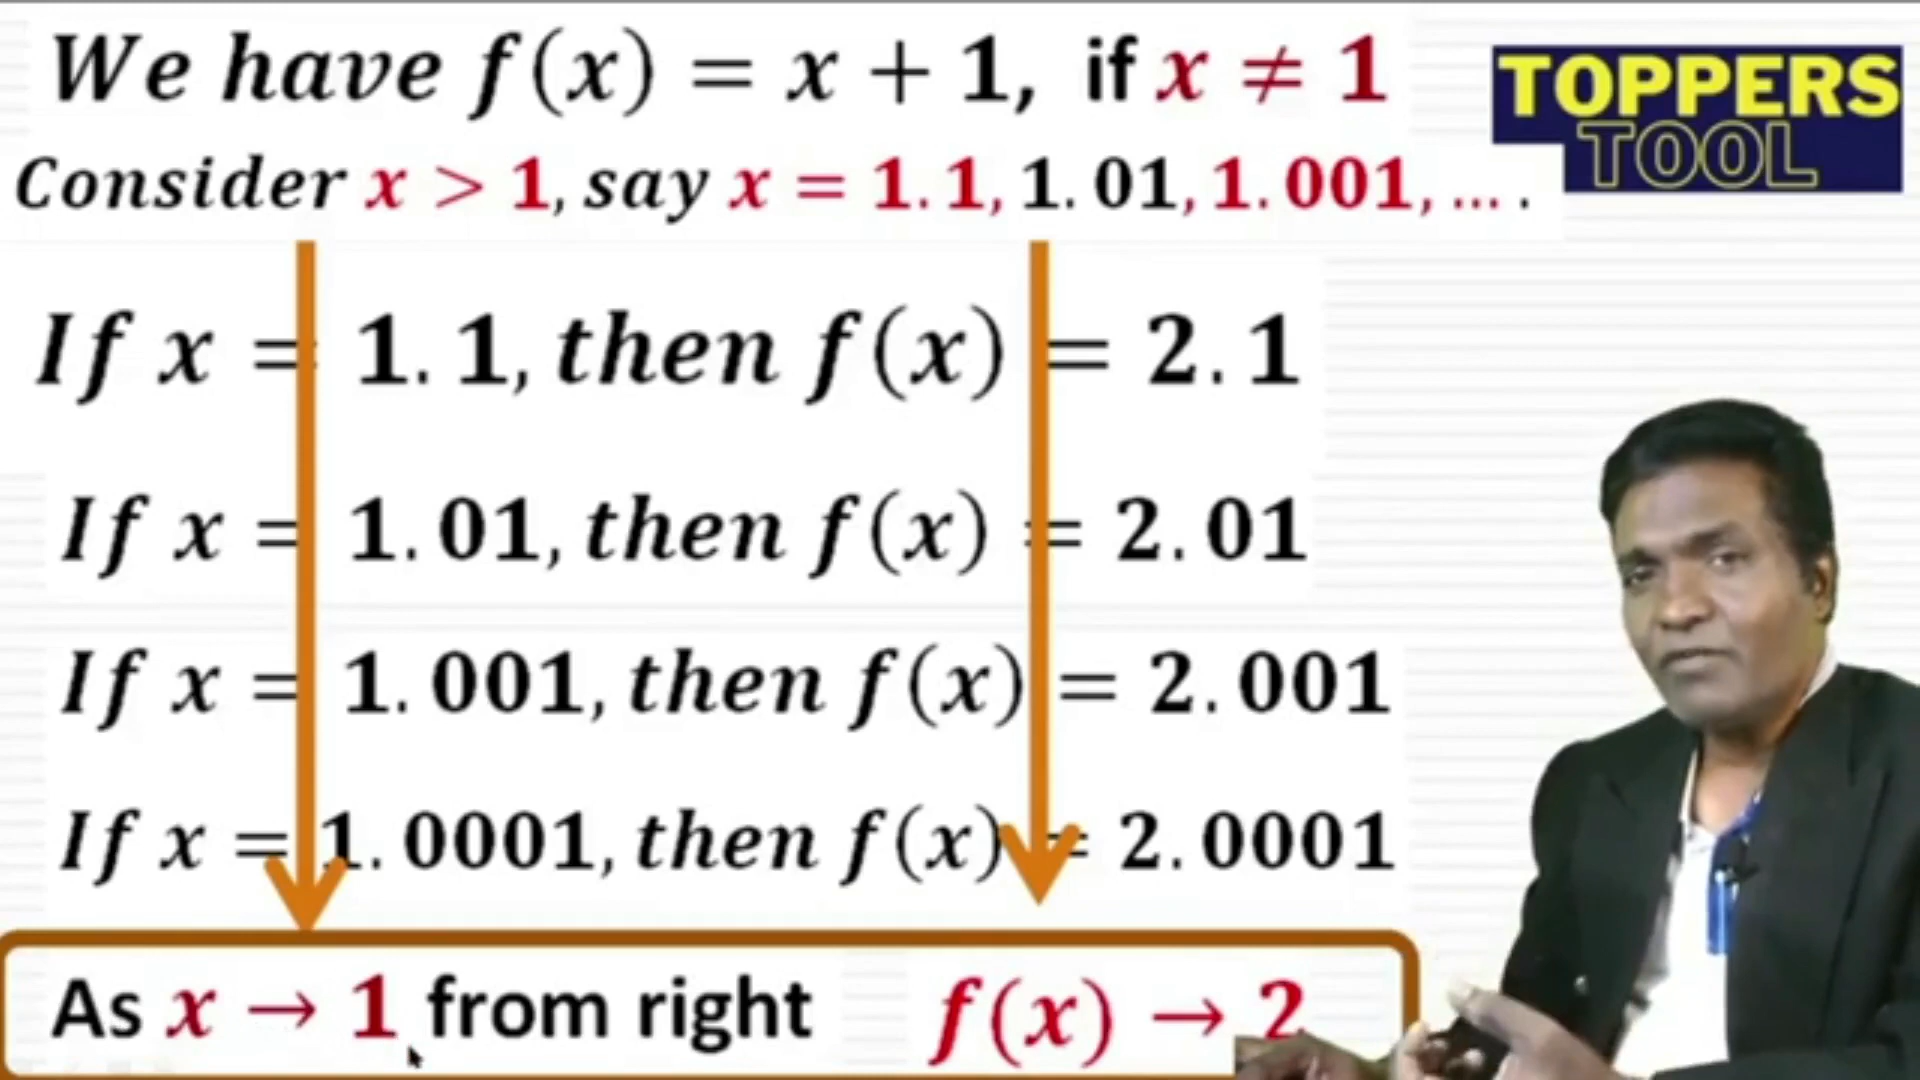 We have f(x) = x + 1, if x ≠ 1
TOPPERS
TOOL
Consider x > 1, say x = 1.1, 1.01, 1.001, ... .
If x = 1.1, then f(x) = 2.1
If x = 1.01, then f(x) = 2.01
If x = 1.001, then f(x) = 2.001
If x = 1.0001, then f(x) = 2.0001
As x → 1 from right f(x) → 2